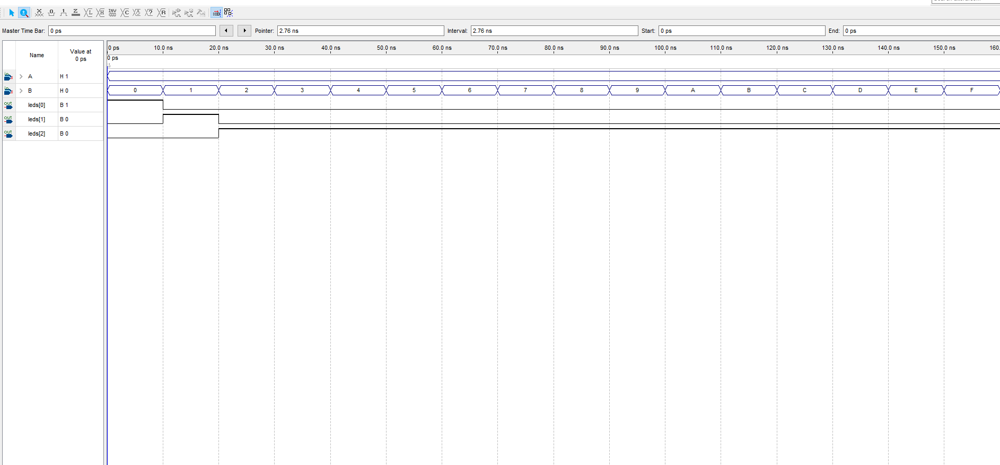 Master Time Bar: 0 ps Pointer: 2.76 ns Interval: 2.76 ns Start: 0 ps End: 0 ps
Name Value at 0 ps
0 ps 10.0 ns 20.0 ns 30.0 ns 40.0 ns 50.0 ns 60.0 ns 70.0 ns 80.0 ns 90.0 ns 100.0 ns 110.0 ns 120.0 ns 130.0 ns 140.0 ns 150.0 ns 160.
0 ps
in A H 1
in B H 0 0 1 2 3 4 5 6 7 8 9 A B C D E F
out leds[0] B 1
out leds[1] B 0
out leds[2] B 0